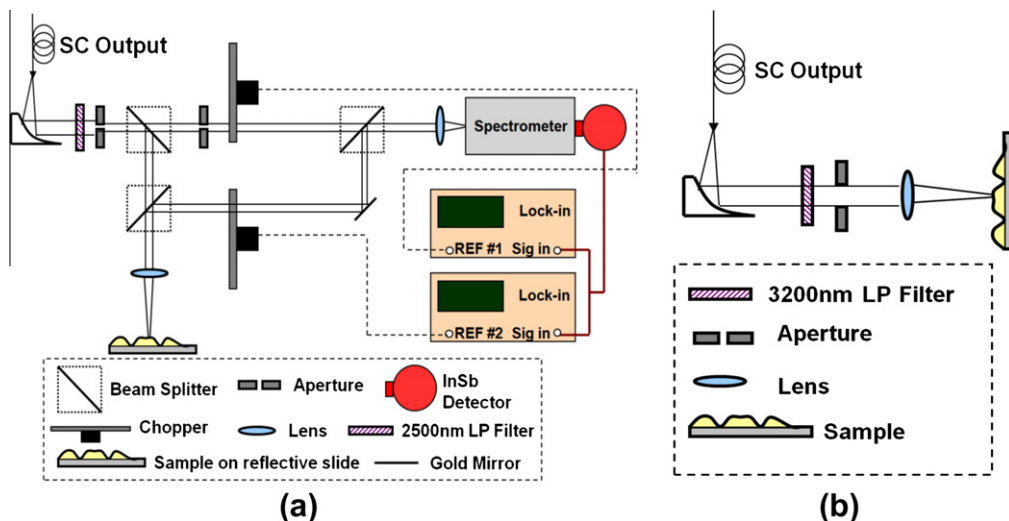 SC Output
Spectrometer
Lock-in
REF #1 Sig in
Lock-in
REF #2 Sig in
Beam Splitter
Aperture
InSb
Detector
Chopper
Lens
2500nm LP Filter
Sample on reflective slide
Gold Mirror
(a)
SC Output
3200nm LP Filter
Aperture
Lens
Sample
(b)